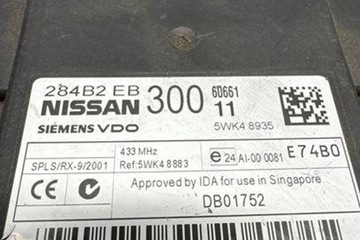 284B2 EB
NISSAN 300 6D661
11
SIEMENS VDO 5WK4 8935
433 MHz
SPLS/RX-9/2001 Ref:5WK4 8883 e24 AI-00 0081 E74B0
CE Approved by IDA for use in Singapore
DB01752